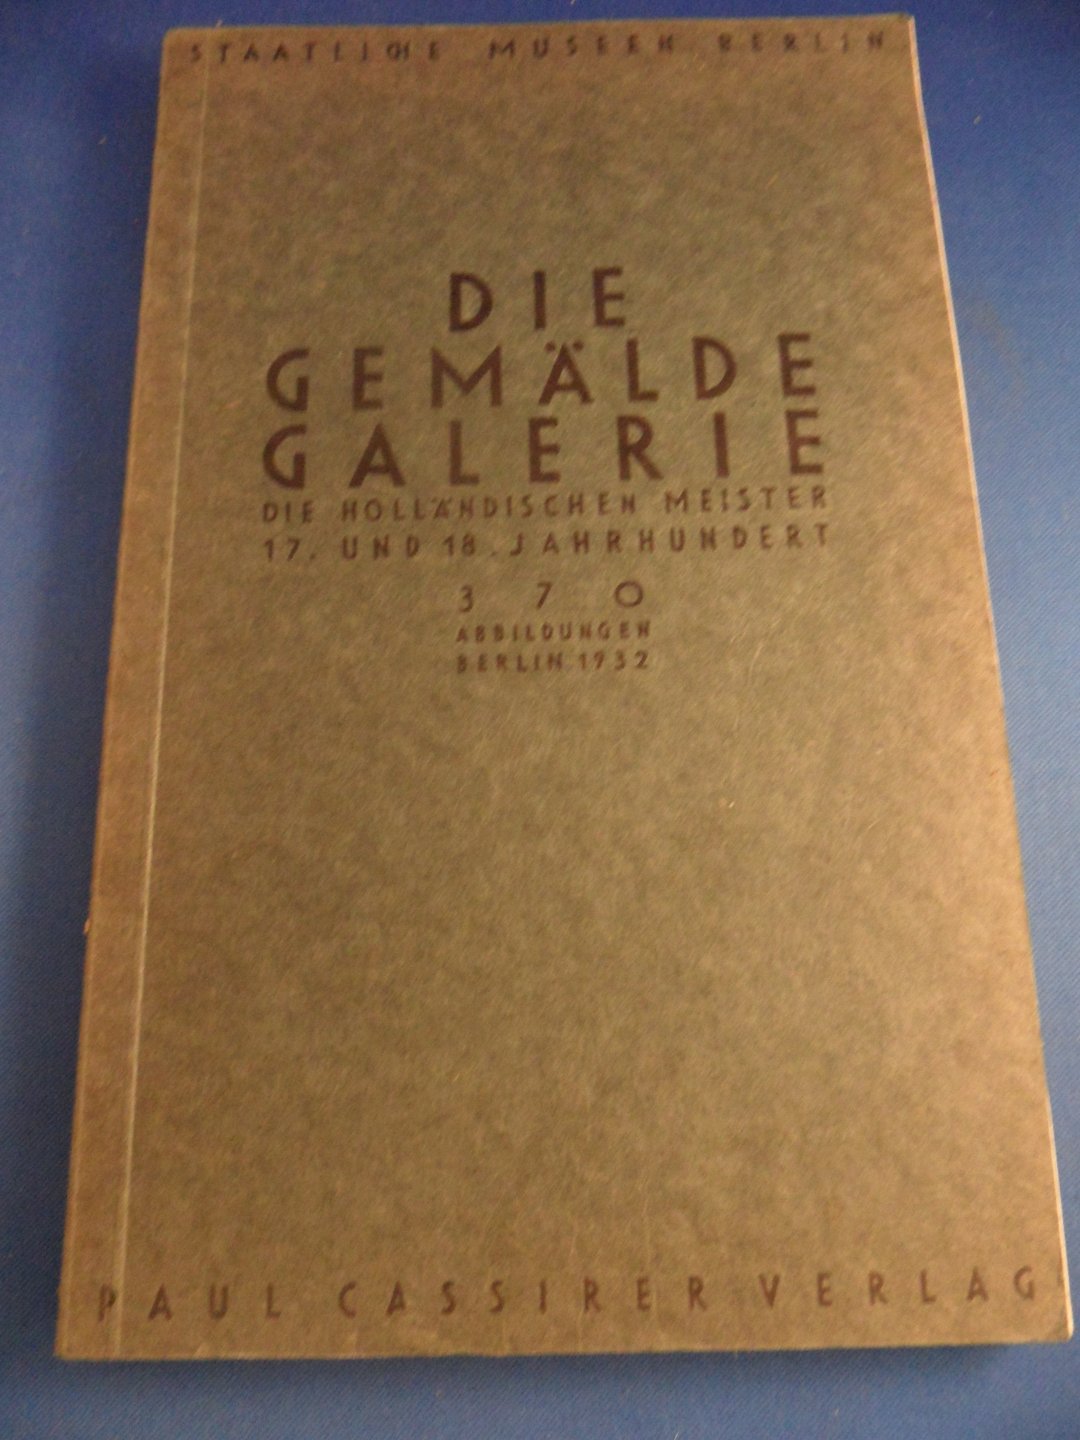 STAATLICHE MUSEEN BERLIN
DIE
GEMÄLDE
GALERIE
DIE HOLLÄNDISCHEN MEISTER
17. UND 18. JAHRHUNDERT
370
ABBILDUNGEN
BERLIN 1932
PAUL CASSIRER VERLAG